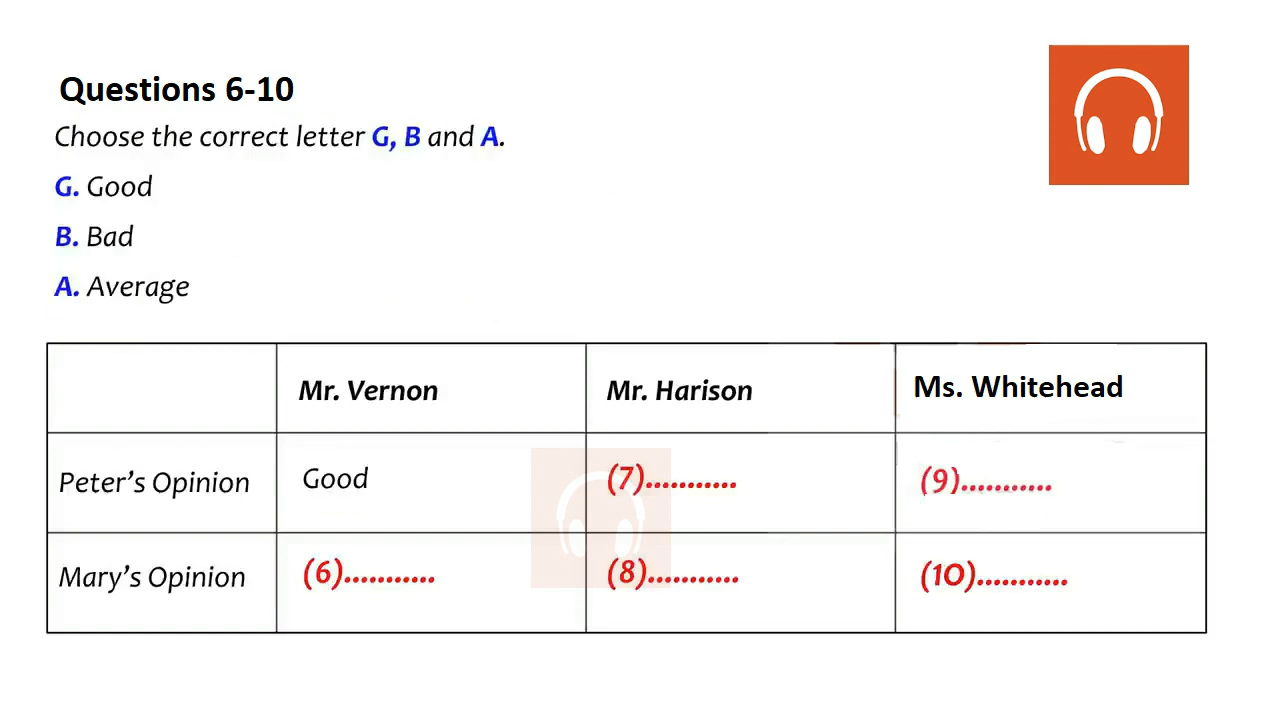 Questions 6-10
Choose the correct letter G, B and A.
G. Good
B. Bad
A. Average
Mr. Vernon Mr. Harison Ms. Whitehead
Peter's Opinion Good (7)........... (9)...........
Mary's Opinion (6)........... (8)........... (10)...........